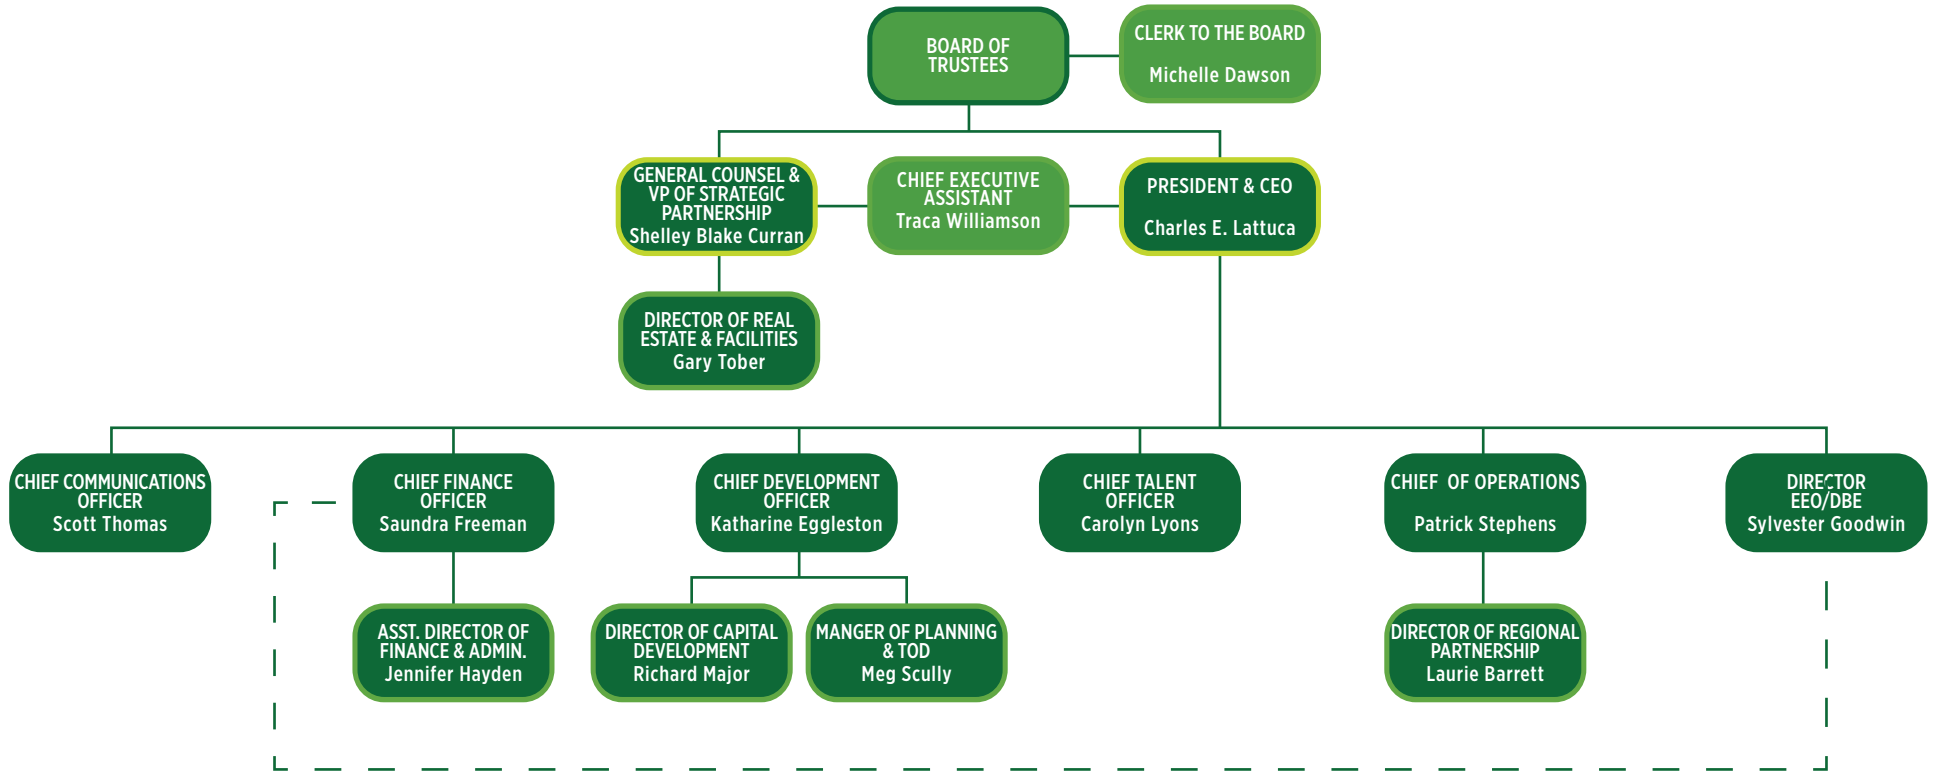 BOARD OF
TRUSTEES
CLERK TO THE BOARD
Michelle Dawson
GENERAL COUNSEL &
VP OF STRATEGIC
PARTNERSHIP
Shelley Blake Curran
CHIEF EXECUTIVE
ASSISTANT
Traca Williamson
PRESIDENT & CEO
Charles E. Lattuca
DIRECTOR OF REAL
ESTATE & FACILITIES
Gary Tober
CHIEF COMMUNICATIONS
OFFICER
Scott Thomas
CHIEF FINANCE
OFFICER
Saundra Freeman
CHIEF DEVELOPMENT
OFFICER
Katharine Eggleston
CHIEF TALENT
OFFICER
Carolyn Lyons
CHIEF OF OPERATIONS
Patrick Stephens
DIRECTOR
EEO/DBE
Sylvester Goodwin
ASST. DIRECTOR OF
FINANCE & ADMIN.
Jennifer Hayden
DIRECTOR OF CAPITAL
DEVELOPMENT
Richard Major
MANGER OF PLANNING
& TOD
Meg Scully
DIRECTOR OF REGIONAL
PARTNERSHIP
Laurie Barrett